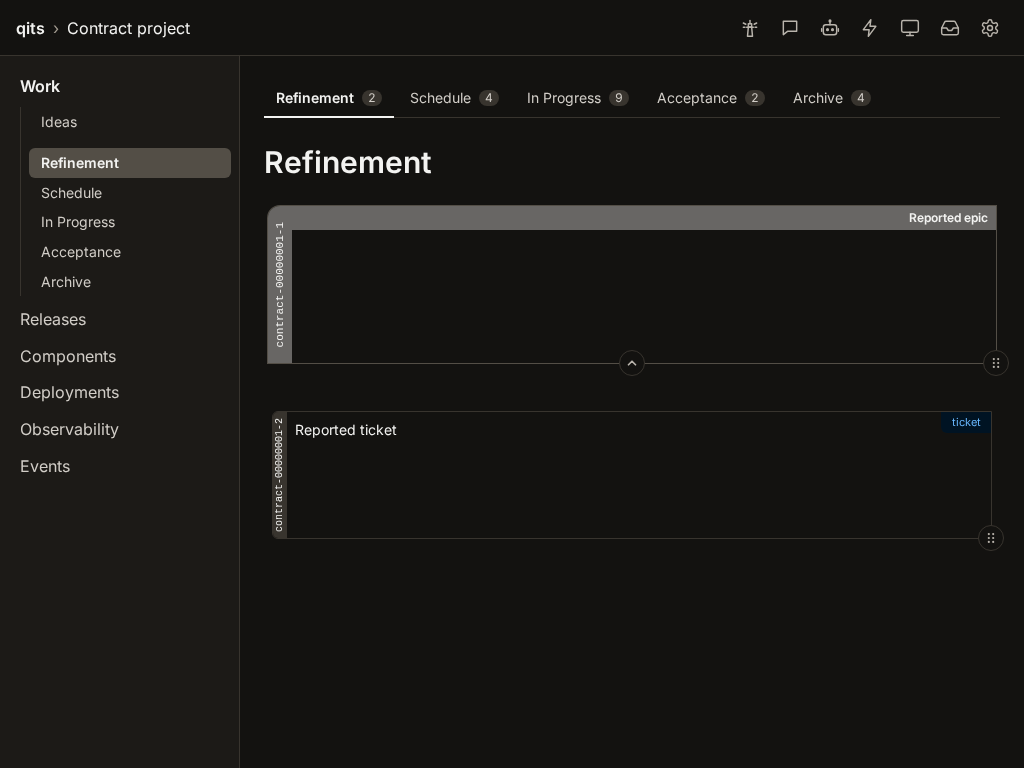 qits › Contract project
Work
Ideas
Refinement
Schedule
In Progress
Acceptance
Archive
Releases
Components
Deployments
Observability
Events
Refinement 2 Schedule 4 In Progress 9 Acceptance 2 Archive 4
Refinement
Reported epic
contract-00000001-1
contract-00000001-2
Reported ticket
ticket